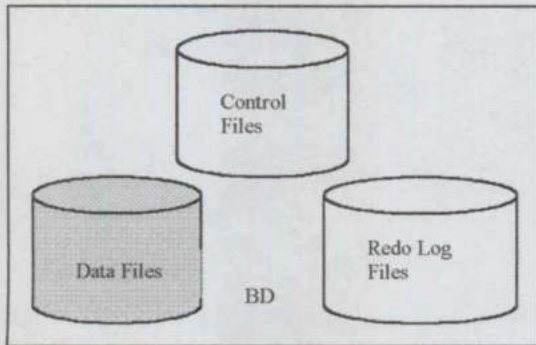 Control
Files
Data Files
Redo Log
Files
BD